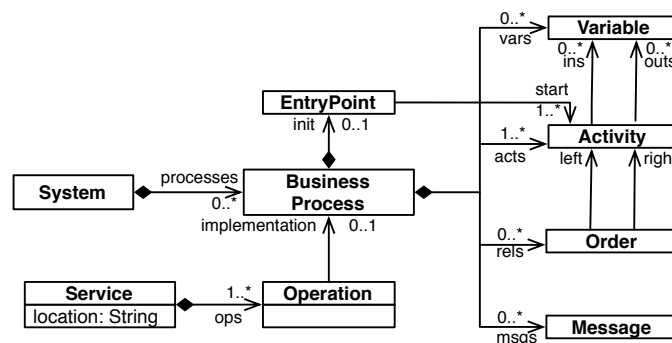 0..*
vars
Variable
0..*
ins
0..*
outs
EntryPoint
init
0..1
start
1..*
1..*
acts
Activity
left
right
System
processes
0..*
Business
Process
implementation
0..1
0..*
rels
Order
Service
location: String
1..*
ops
Operation
0..*
msgs
Message